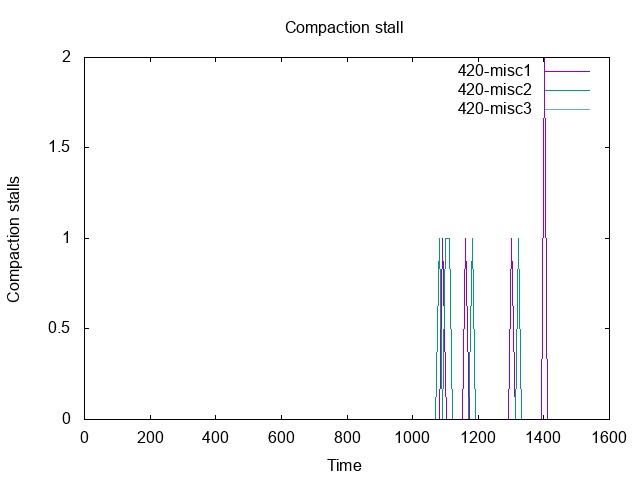 Compaction stall
2
1.5
1
0.5
0
Compaction stalls
420-misc1
420-misc2
420-misc3
0 200 400 600 800 1000 1200 1400 1600
Time